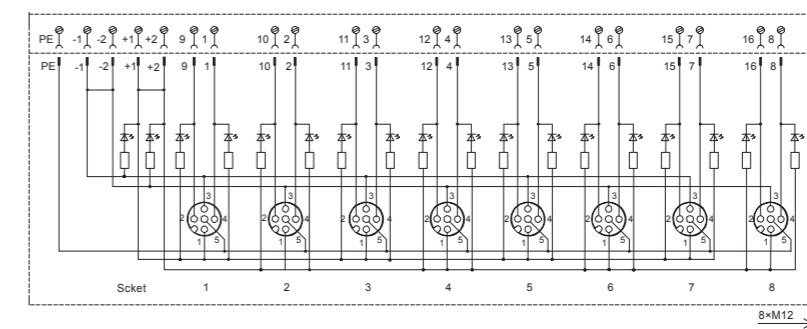 PE -1 -2 +1 +2 9 1 10 2 11 3 12 4 13 5 14 6 15 7 16 8
PE -1 -2 +1 +2 9 1 10 2 11 3 12 4 13 5 14 6 15 7 16 8
3 3 3 3 3 3 3 3
2 4 2 4 2 4 2 4 2 4 2 4 2 4 2 4
1 5 1 5 1 5 1 5 1 5 1 5 1 5 1 5
Scket 1 2 3 4 5 6 7 8
8×M12